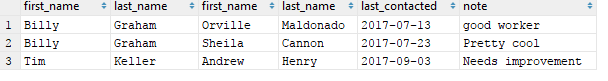 first_name last_name first_name last_name last_contacted note
1 Billy Graham Orville Maldonado 2017-07-13 good worker
2 Billy Graham Sheila Cannon 2017-07-23 Pretty cool
3 Tim Keller Andrew Henry 2017-09-03 Needs improvement